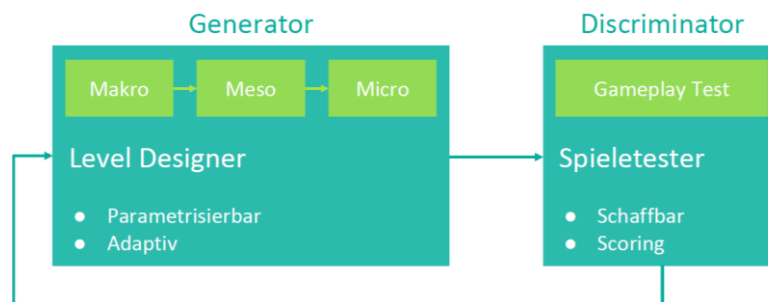 Generator
Discriminator
Makro
Meso
Micro
Gameplay Test
Level Designer
Spieletester
● Parametrisierbar
● Adaptiv
● Schaffbar
● Scoring